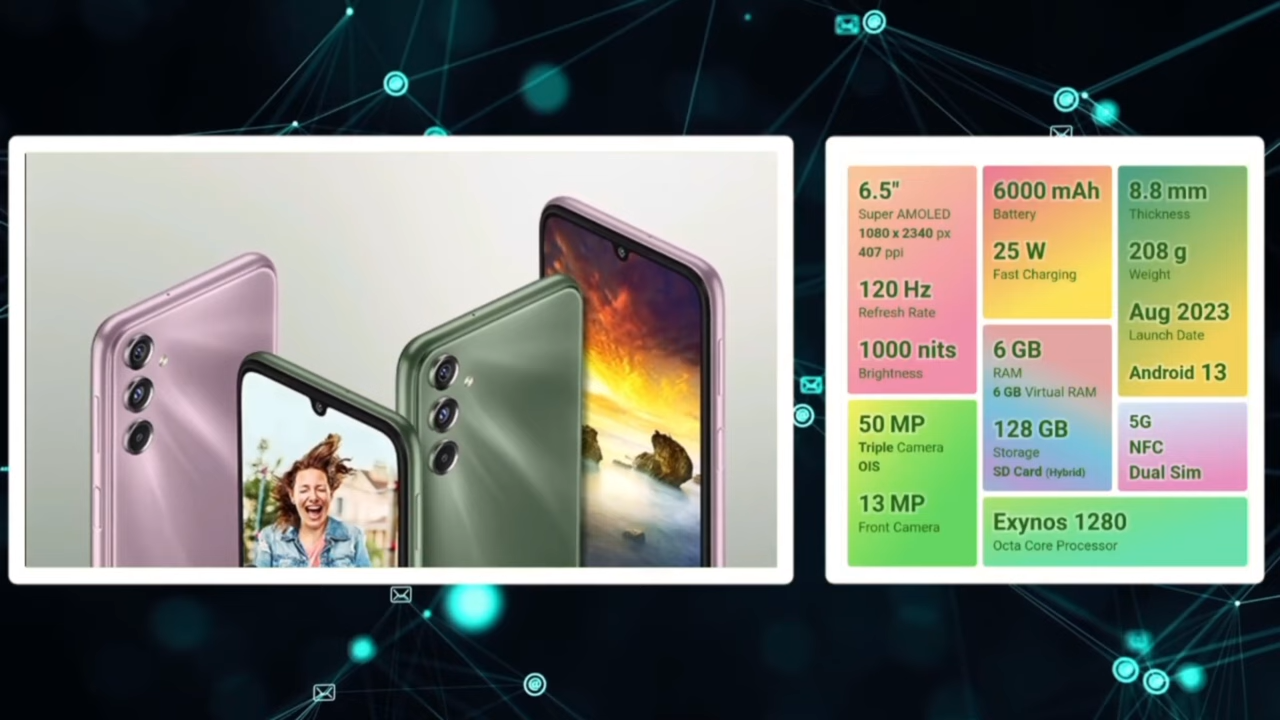 6.5"
Super AMOLED
1080 x 2340 px
407 ppi
120 Hz
Refresh Rate
1000 nits
Brightness
50 MP
Triple Camera
OIS
13 MP
Front Camera
6000 mAh
Battery
25 W
Fast Charging
6 GB
RAM
6 GB Virtual RAM
128 GB
Storage
SD Card (Hybrid)
8.8 mm
Thickness
208 g
Weight
Aug 2023
Launch Date
Android 13
5G
NFC
Dual Sim
Exynos 1280
Octa Core Processor